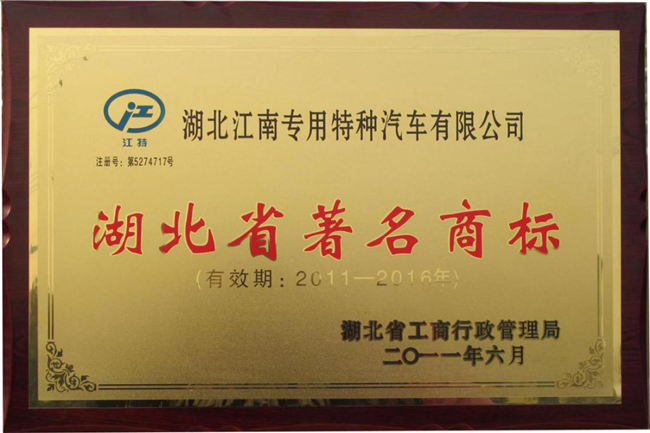 江
江特
注册号：第5274717号
湖北江南专用特种汽车有限公司
湖北省著名商标
(有效期：2011—2016年)
湖北省工商行政管理局
二〇一一年六月